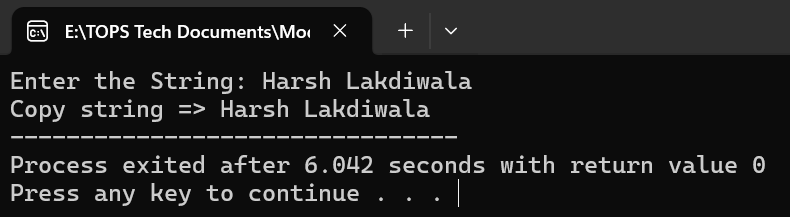 E:\TOPS Tech Documents\Mo
Enter the String: Harsh Lakdiwala
Copy string => Harsh Lakdiwala
--------------------------------
Process exited after 6.042 seconds with return value 0
Press any key to continue . . .